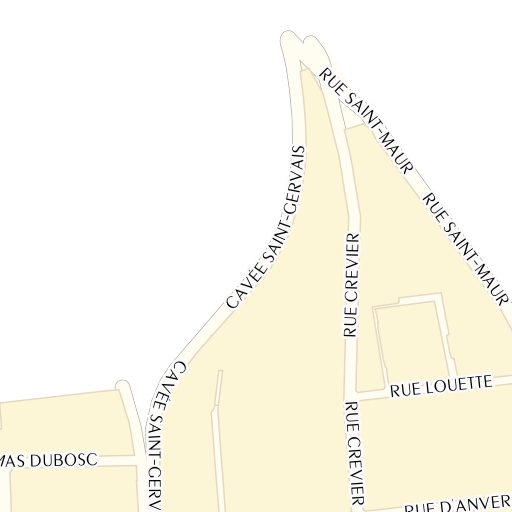 RUE SAINT-MAUR
CAVÉE SAINT-GERVAIS
RUE SAINT-MAUR
RUE CREVIER
CAVÉE SAINT-GERV
RUE LOUETTE
RUE CREVIER
MAS DUBOSC
RUE D'ANVER